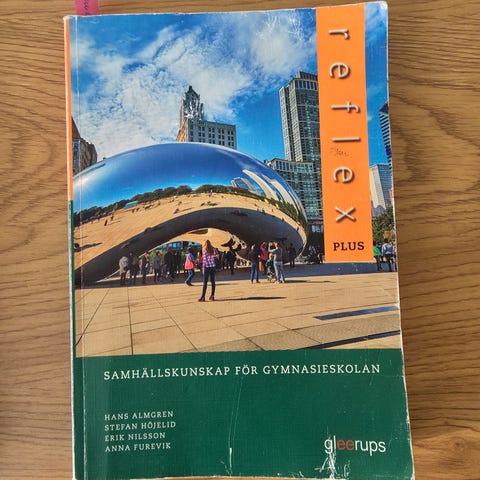 reflex
PLUS
SAMHÄLLSKUNSKAP FÖR GYMNASIESKOLAN
HANS ALMGREN
STEFAN HÖJELID
ERIK NILSSON
ANNA FUREVIK
gleerups